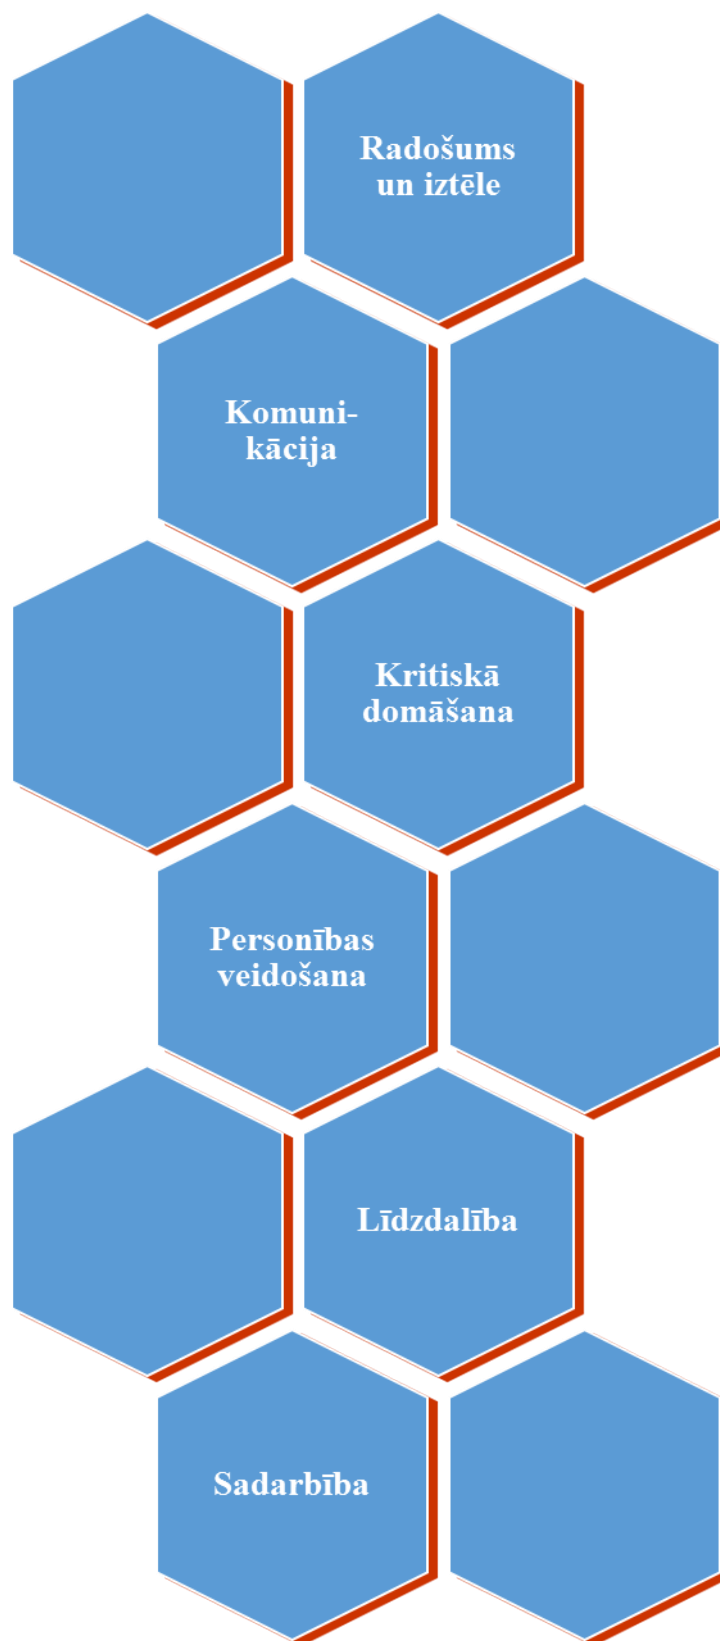 Radošums
un iztēle
Komuni-
kācija
Kritiskā
domāšana
Personības
veidošana
Līdzdalība
Sadarbība